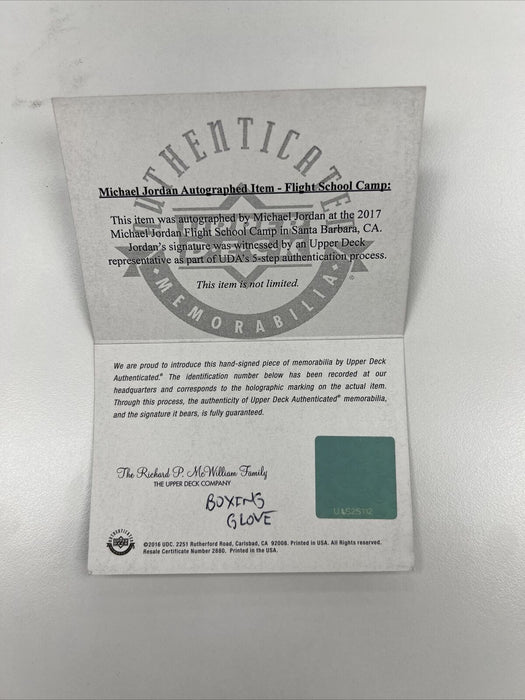 AUTHENTICATED
Michael Jordan Autographed Item - Flight School Camp:
This item was autographed by Michael Jordan at the 2017
Michael Jordan Flight School Camp in Santa Barbara, CA.
Jordan's signature was witnessed by an Upper Deck
representative as part of UDA's 5-step authentication process.
This item is not limited.
MEMORABILIA
We are proud to introduce this hand-signed piece of memorabilia by Upper Deck
Authenticated.® The identification number below has been recorded at our
headquarters and corresponds to the holographic marking on the actual item.
Through this process, the authenticity of Upper Deck Authenticated® memorabilia,
and the signature it bears, is fully guaranteed.
The Richard P. McWilliam Family
THE UPPER DECK COMPANY
BOXING
GLOVE
©2016 UDC. 2251 Rutherford Road, Carlsbad, CA 92008. Printed in USA. All Rights reserved.
Resale Certificate Number 2880. Printed in the USA.